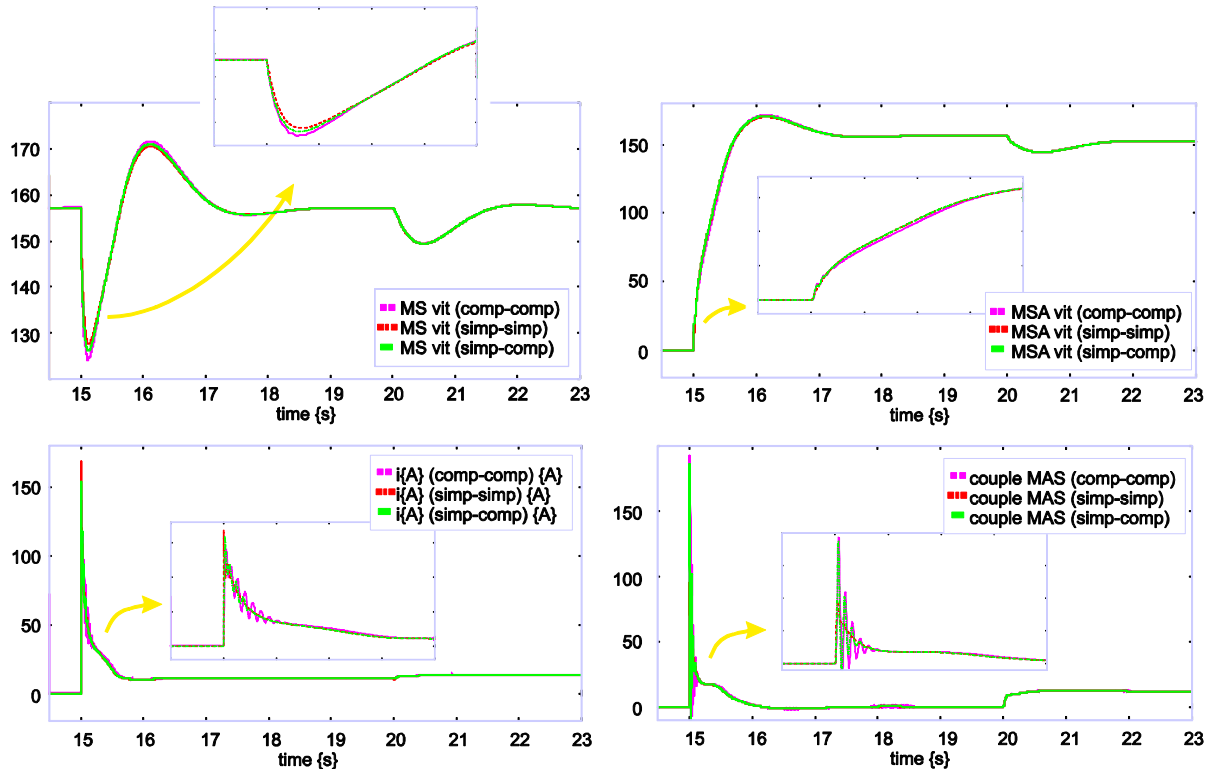 170
160
150
140
130
MS vit (comp-comp)
MS vit (simp-simp)
MS vit (simp-comp)
15 16 17 18 19 20 21 22 23
time {s}
150
100
50
0
MSA vit (comp-comp)
MSA vit (simp-simp)
MSA vit (simp-comp)
15 16 17 18 19 20 21 22 23
time {s}
150
100
50
0
i{A} (comp-comp) {A}
i{A} (simp-simp) {A}
i{A} (simp-comp) {A}
15 16 17 18 19 20 21 22 23
time {s}
150
100
50
0
couple MAS (comp-comp)
couple MAS (simp-simp)
couple MAS (simp-comp)
15 16 17 18 19 20 21 22 23
time {s}